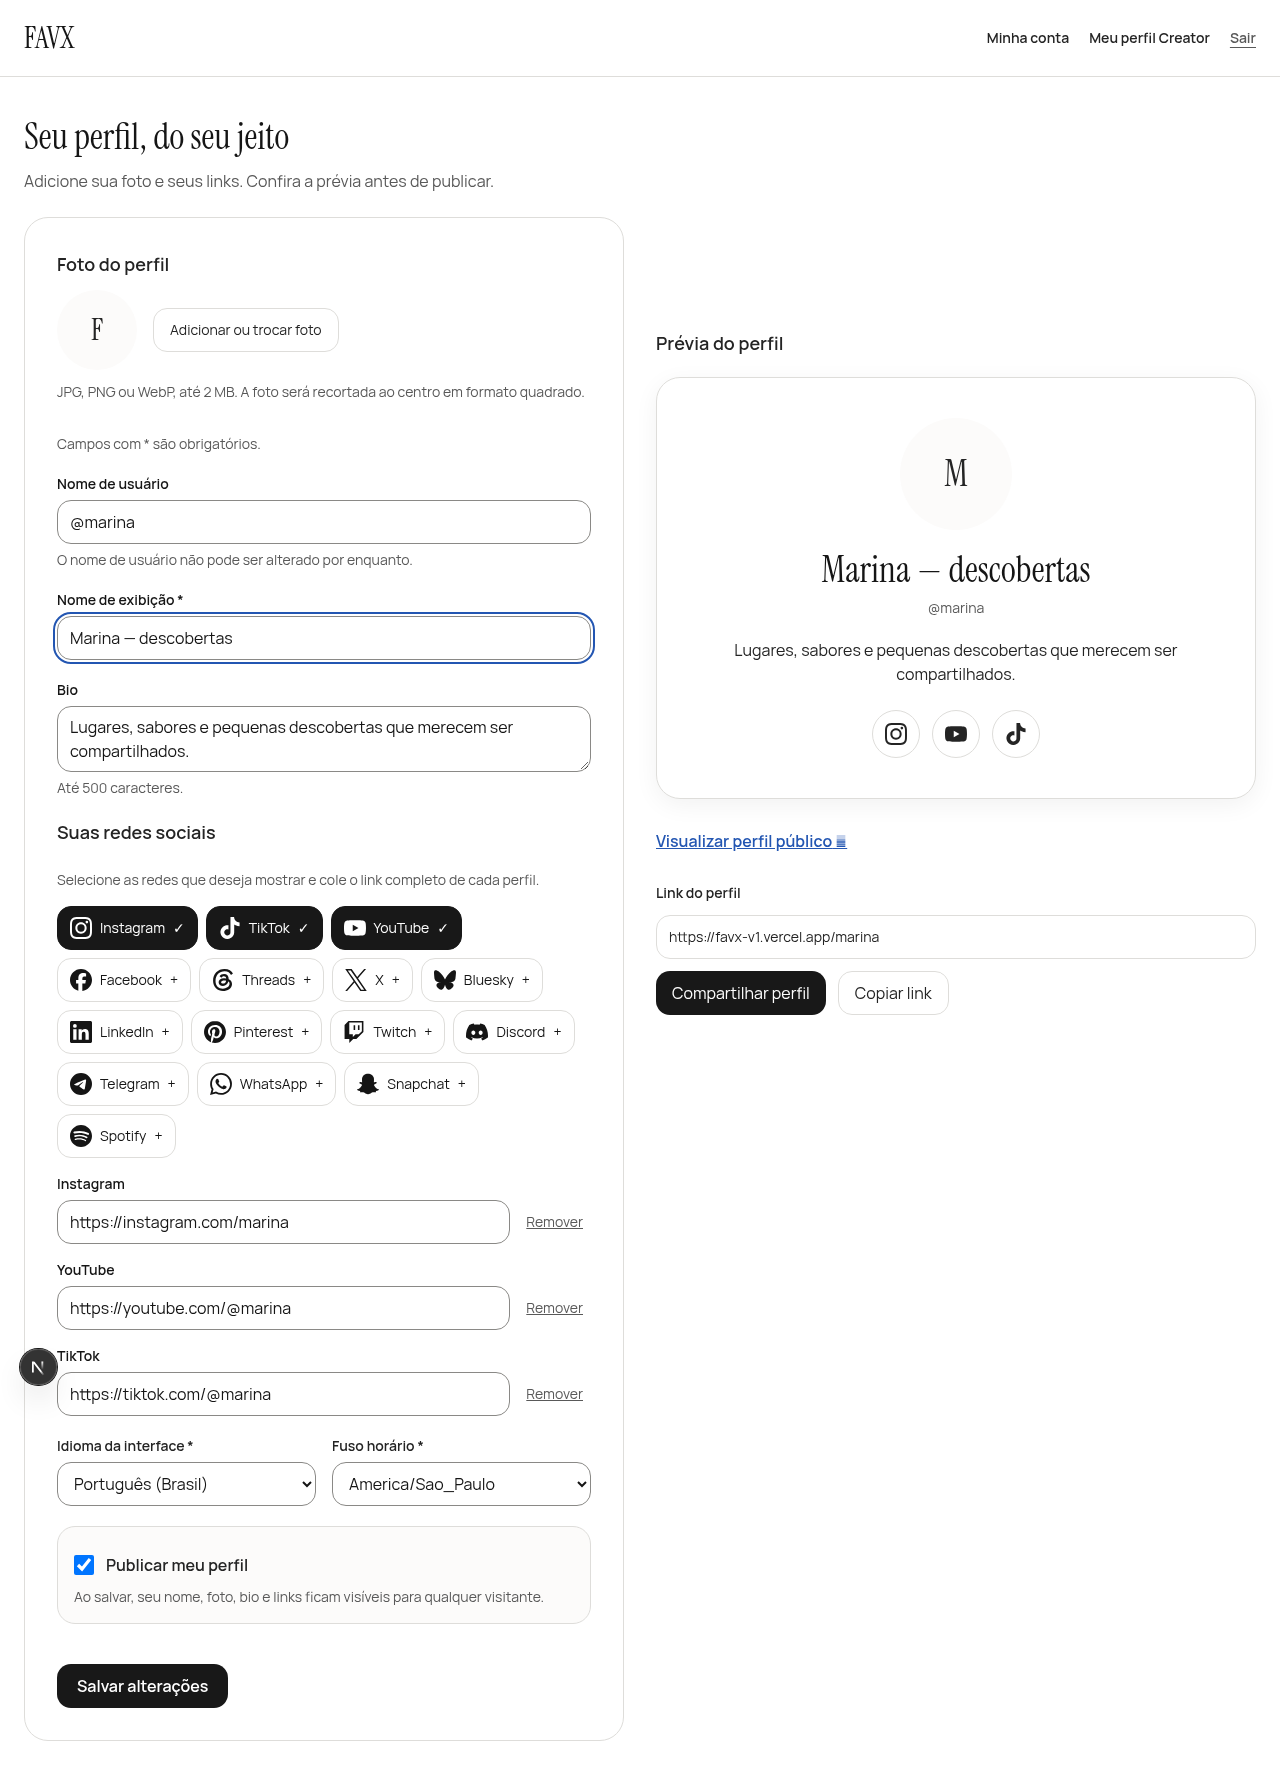 FAVX
Minha conta
Meu perfil Creator
Sair
Seu perfil, do seu jeito
Adicione sua foto e seus links. Confira a prévia antes de publicar.
Foto do perfil
F
Adicionar ou trocar foto
JPG, PNG ou WebP, até 2 MB. A foto será recortada ao centro em formato quadrado.
Campos com * são obrigatórios.
Nome de usuário
@marina
O nome de usuário não pode ser alterado por enquanto.
Nome de exibição *
Marina — descobertas
Bio
Lugares, sabores e pequenas descobertas que merecem ser
compartilhados.
Até 500 caracteres.
Suas redes sociais
Selecione as redes que deseja mostrar e cole o link completo de cada perfil.
Instagram ✓
TikTok ✓
YouTube ✓
Facebook +
Threads +
X +
Bluesky +
LinkedIn +
Pinterest +
Twitch +
Discord +
Telegram +
WhatsApp +
Snapchat +
Spotify +
Instagram
https://instagram.com/marina
Remover
YouTube
https://youtube.com/@marina
Remover
TikTok
https://tiktok.com/@marina
Remover
Idioma da interface *
Português (Brasil)
Fuso horário *
America/Sao_Paulo
Publicar meu perfil
Ao salvar, seu nome, foto, bio e links ficam visíveis para qualquer visitante.
Salvar alterações
Prévia do perfil
M
Marina — descobertas
@marina
Lugares, sabores e pequenas descobertas que merecem ser
compartilhados.
Visualizar perfil público
Link do perfil
https://favx-v1.vercel.app/marina
Compartilhar perfil
Copiar link
N